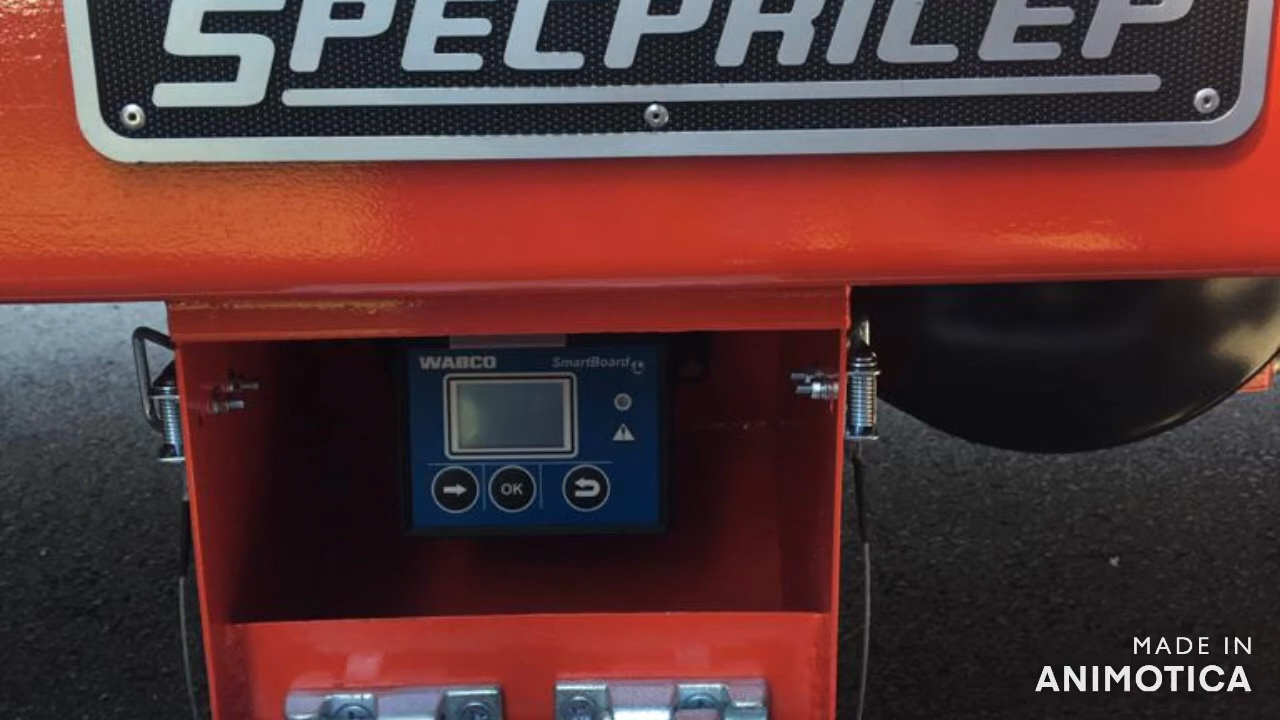 SPECPRICEP
WABCO SmartBoard
OK
MADE IN
ANIMOTICA